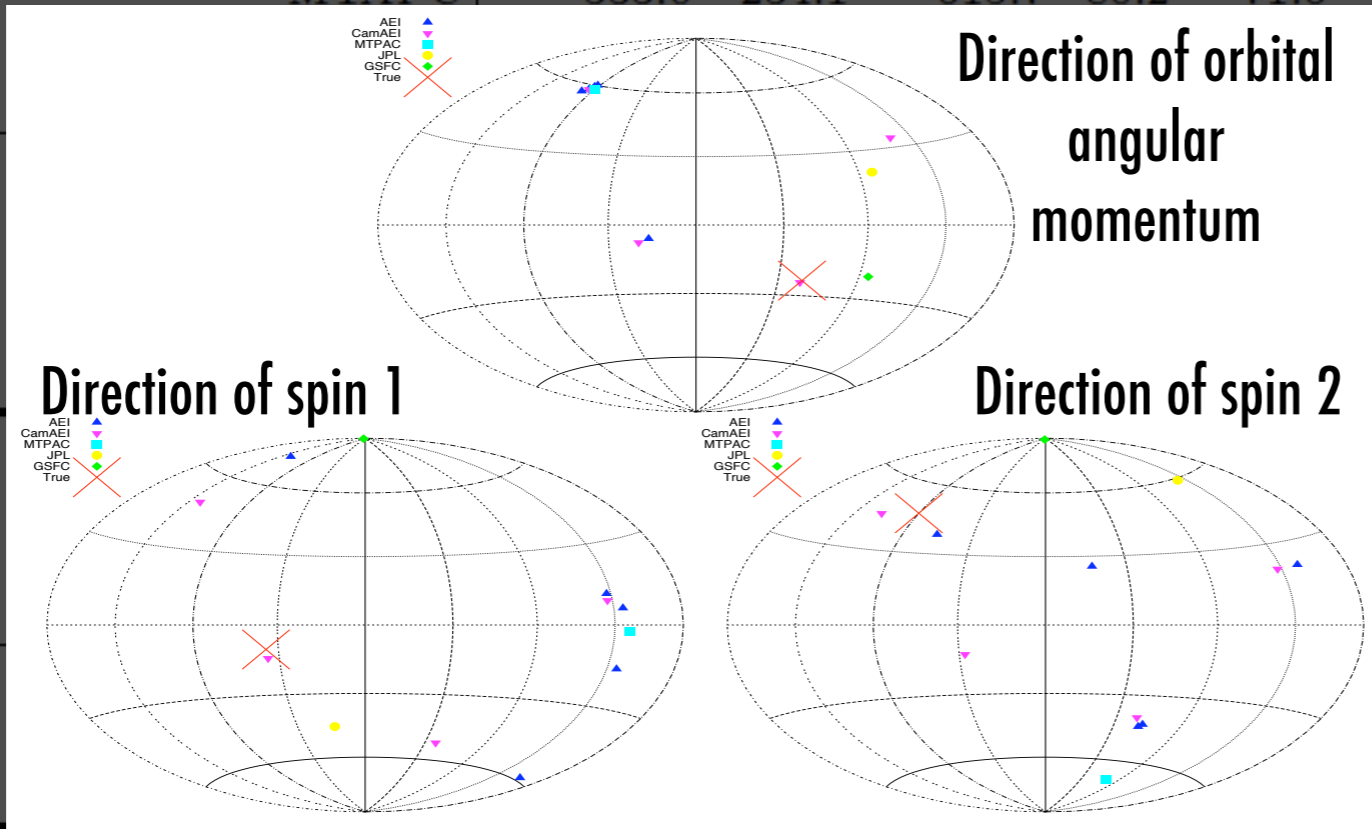 AEI
CamAEI
MTPAC
JPL
GSFC
True
Direction of orbital
angular
momentum
Direction of spin 1
AEI
CamAEI
MTPAC
JPL
GSFC
True
Direction of spin 2
AEI
CamAEI
MTPAC
JPL
GSFC
True